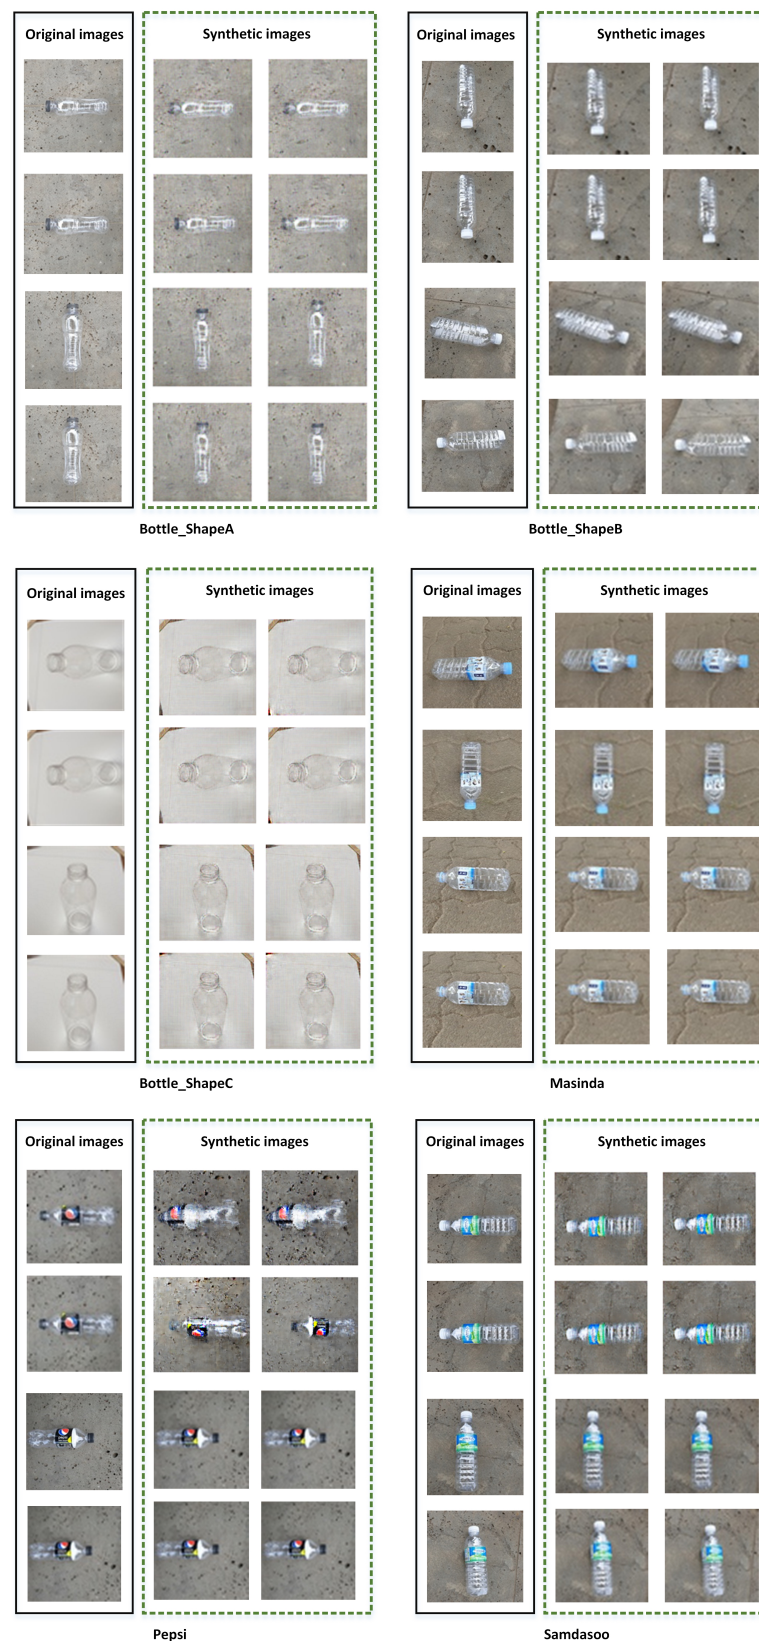 Original images
Synthetic images
Original images
Synthetic images
Bottle_ShapeA
Bottle_ShapeB
Original images
Synthetic images
Original images
Synthetic images
Bottle_ShapeC
Masinda
Original images
Synthetic images
Original images
Synthetic images
Pepsi
Samdasoo